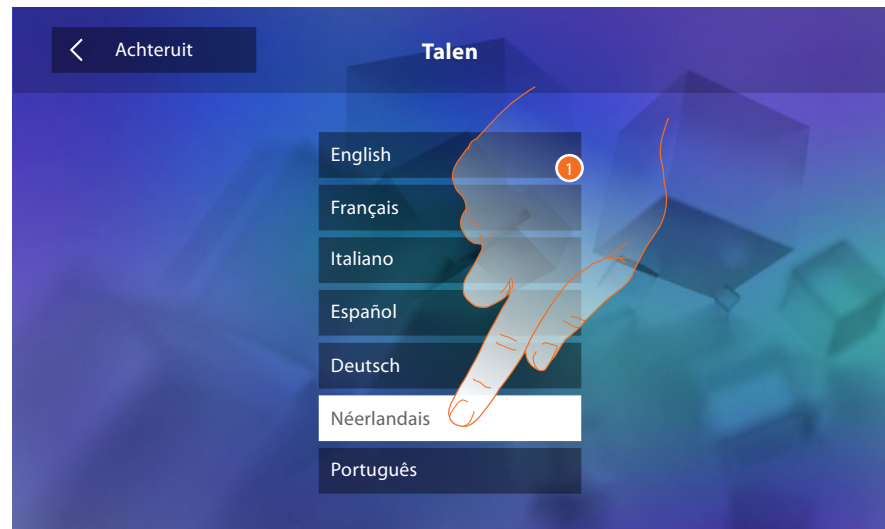 Achteruit
Talen
English
1
Français
Italiano
Español
Deutsch
Néerlandais
Português